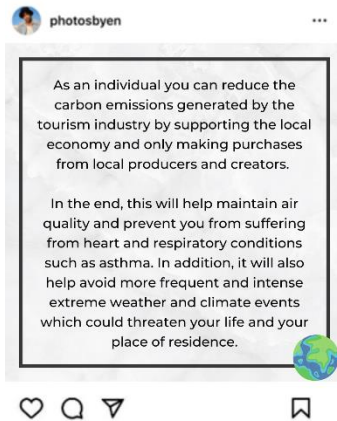 photosbyen
As an individual you can reduce the
carbon emissions generated by the
tourism industry by supporting the local
economy and only making purchases
from local producers and creators.
In the end, this will help maintain air
quality and prevent you from suffering
from heart and respiratory conditions
such as asthma. In addition, it will also
help avoid more frequent and intense
extreme weather and climate events
which could threaten your life and your
place of residence.